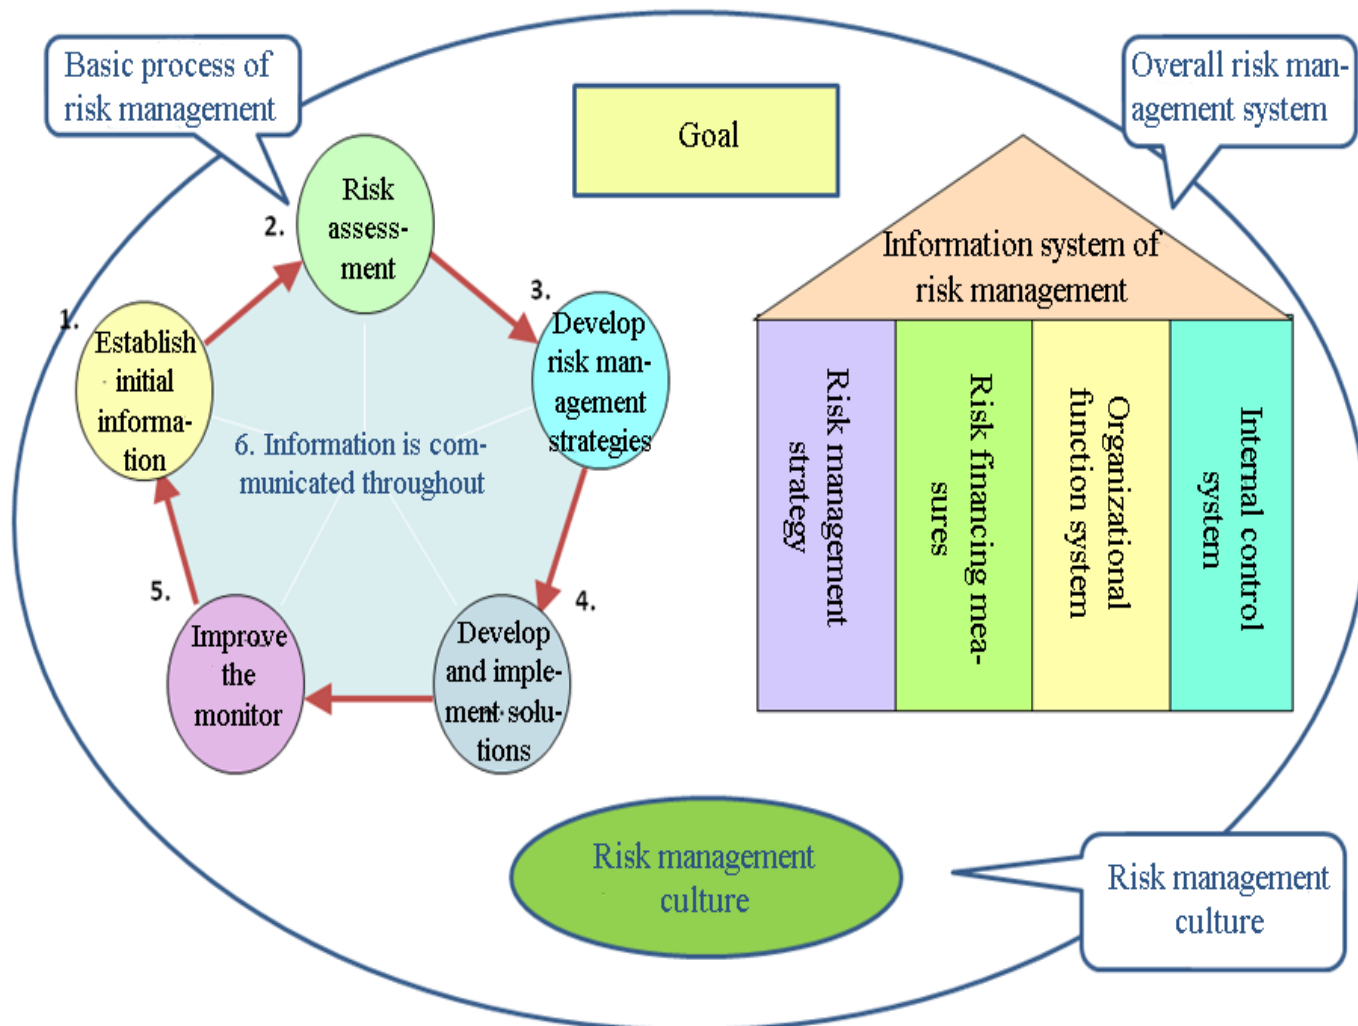 Basic process of
risk management
Goal
Overall risk man-
agement system
2.
Risk
assess-
ment
1.
Establish
initial
informa-
tion
3.
Develop
risk man-
agement
strategies
6. Information is com-
municated throughout
5.
Improve
the
monitor
4.
Develop
and imple-
ment solu-
tions
Information system of
risk management
Risk management
strategy
Risk financing mea-
sures
Organizational
function system
Internal control
system
Risk management
culture
Risk management
culture